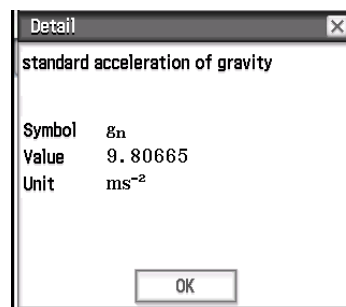 Detail
standard acceleration of gravity
Symbol gn
Value 9.80665
Unit ms⁻²
OK